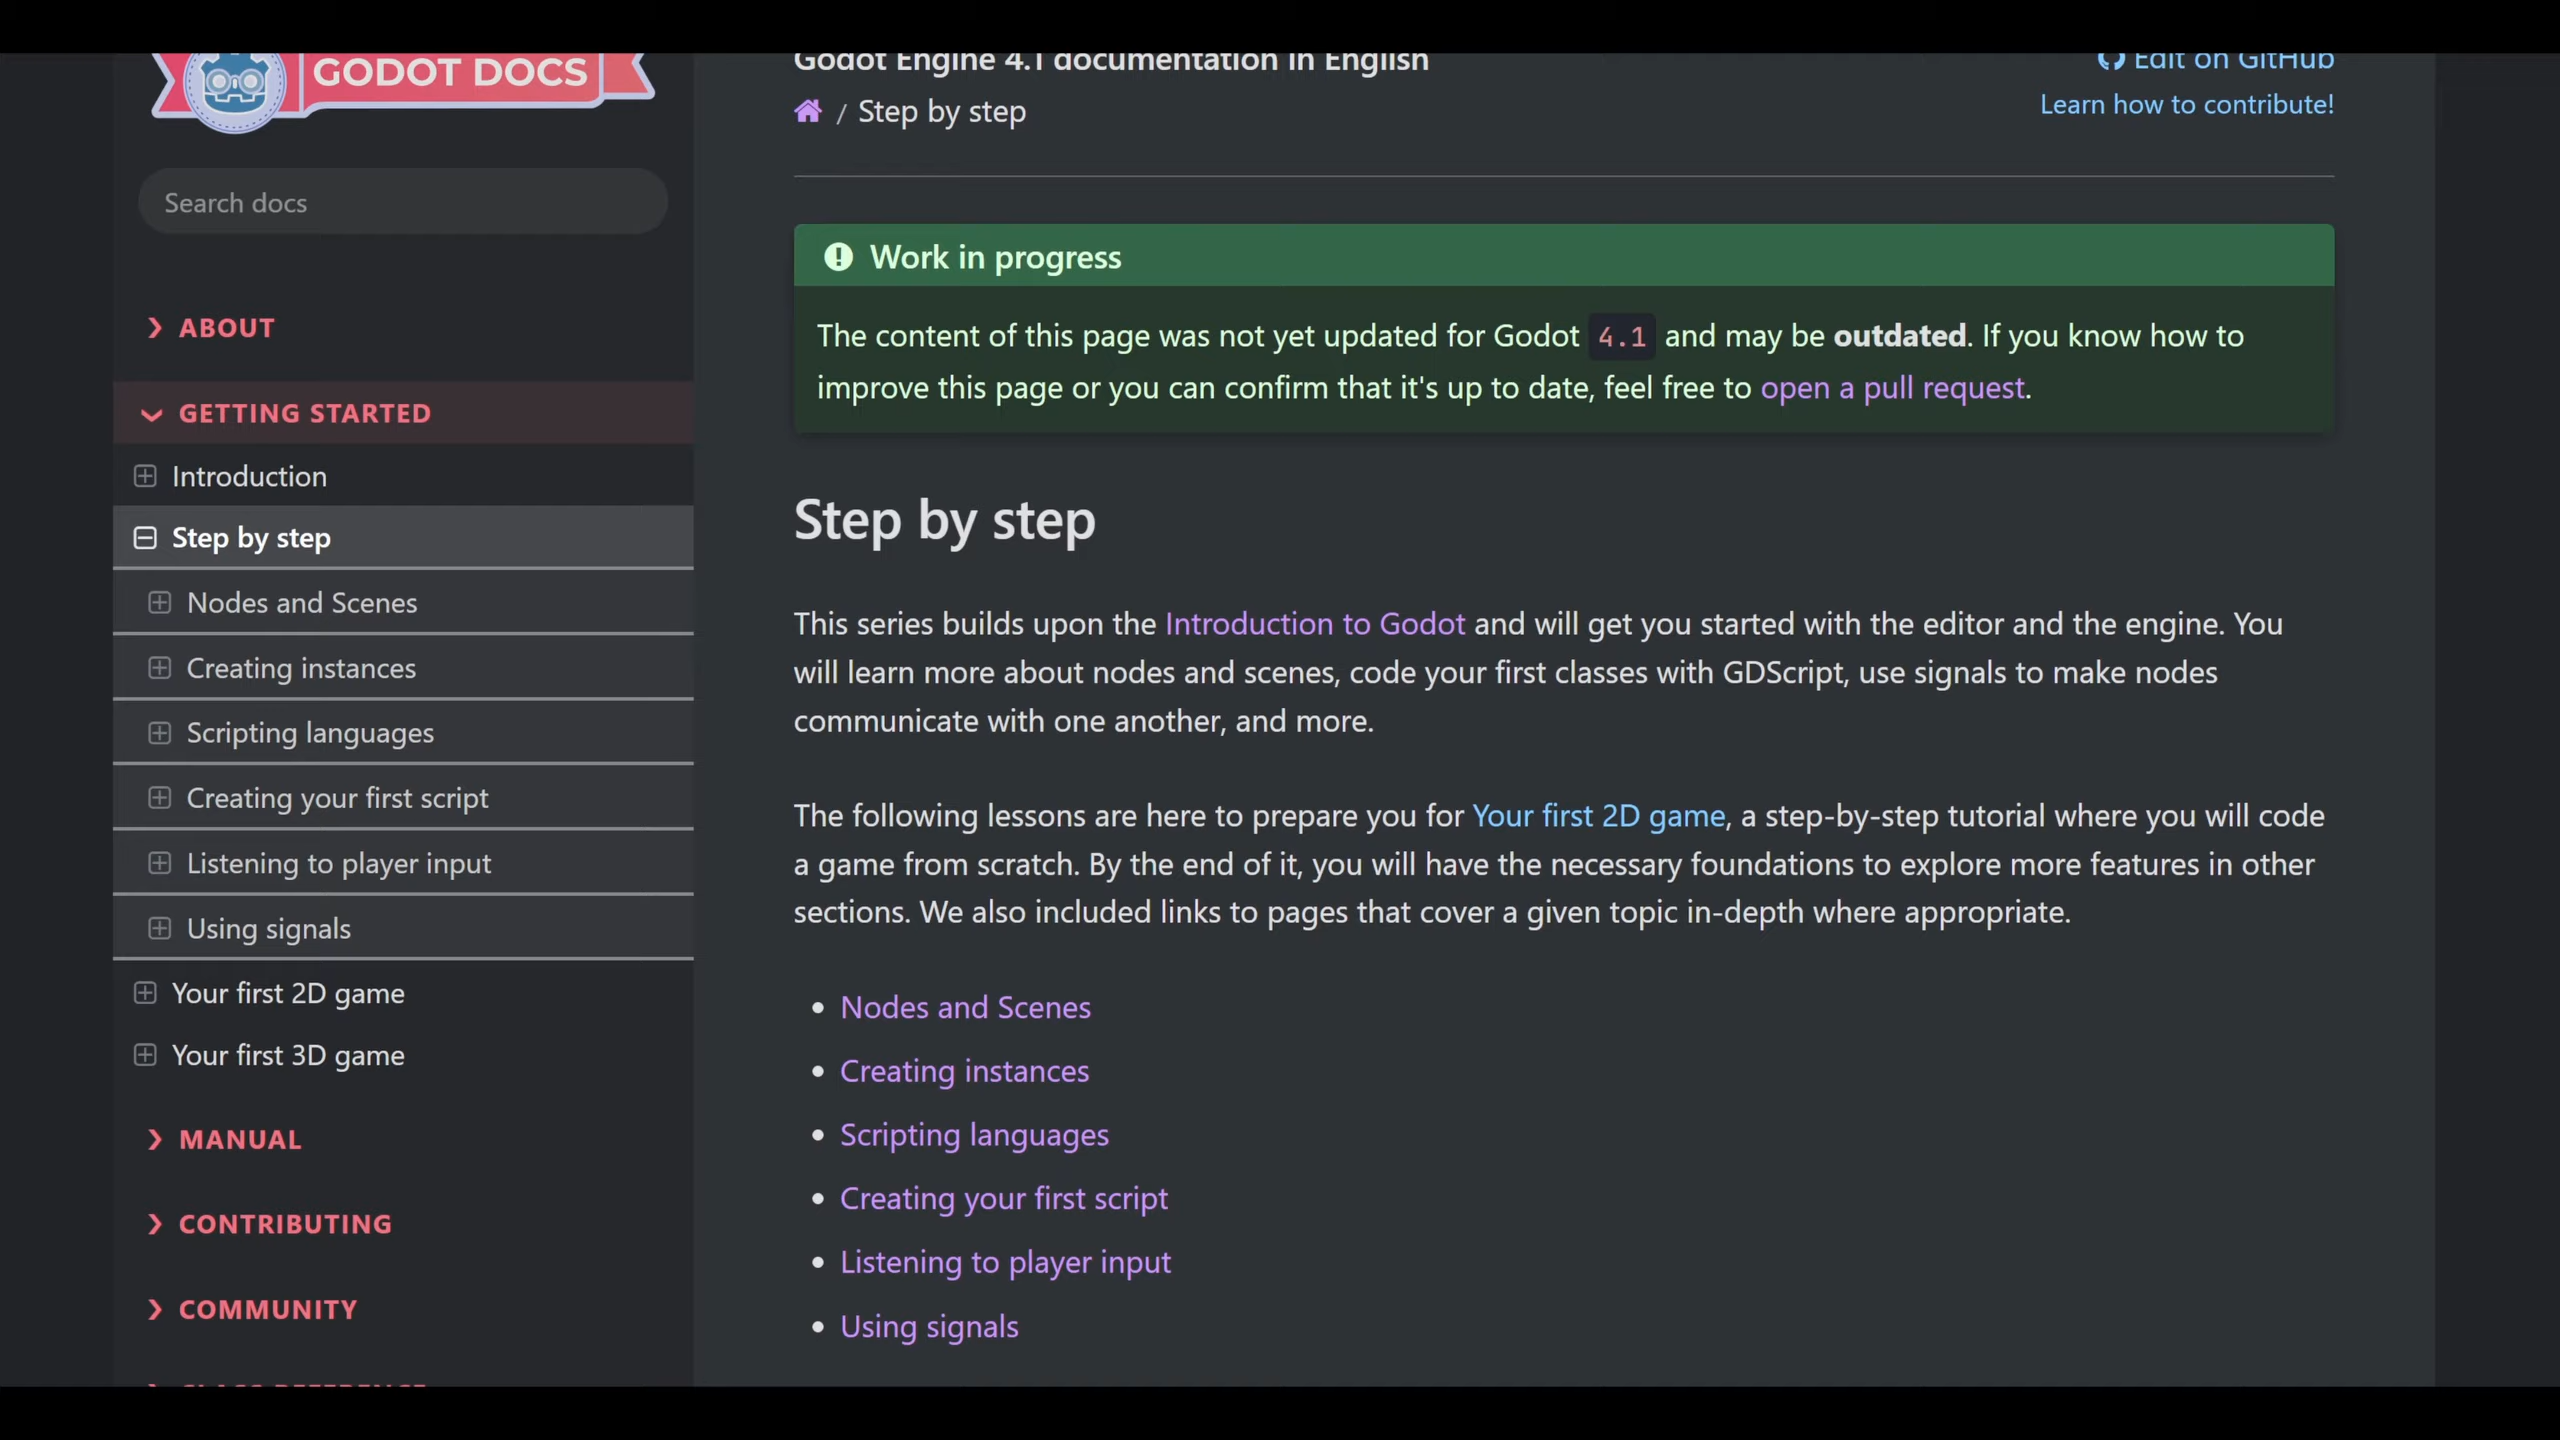 GODOT DOCS
Search docs
ABOUT
GETTING STARTED
Introduction
Step by step
Nodes and Scenes
Creating instances
Scripting languages
Creating your first script
Listening to player input
Using signals
Your first 2D game
Your first 3D game
MANUAL
CONTRIBUTING
COMMUNITY
CLASS REFERENCE
Godot Engine 4.1 documentation in English
Edit on GitHub
/ Step by step
Learn how to contribute!
Work in progress
The content of this page was not yet updated for Godot 4.1 and may be outdated. If you know how to
improve this page or you can confirm that it's up to date, feel free to open a pull request.
Step by step
This series builds upon the Introduction to Godot and will get you started with the editor and the engine. You
will learn more about nodes and scenes, code your first classes with GDScript, use signals to make nodes
communicate with one another, and more.
The following lessons are here to prepare you for Your first 2D game, a step-by-step tutorial where you will code
a game from scratch. By the end of it, you will have the necessary foundations to explore more features in other
sections. We also included links to pages that cover a given topic in-depth where appropriate.
• Nodes and Scenes
• Creating instances
• Scripting languages
• Creating your first script
• Listening to player input
• Using signals